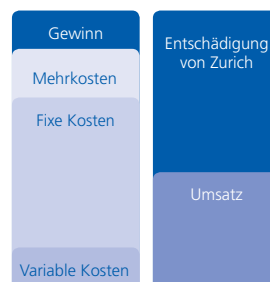 Gewinn
Mehrkosten
Fixe Kosten
Variable Kosten
Entschädigung
von Zurich
Umsatz